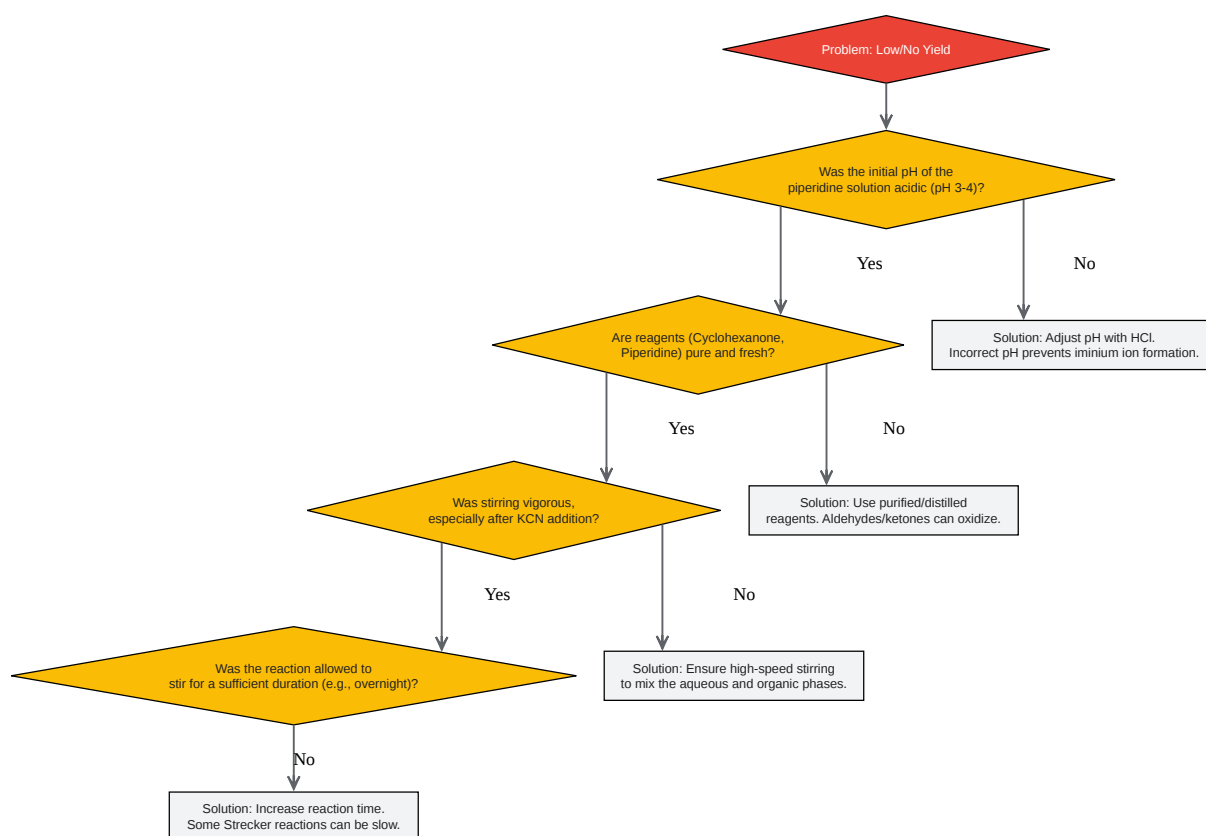 Problem: Low/No Yield
Was the initial pH of the
piperidine solution acidic (pH 3-4)?
Yes
No
Solution: Adjust pH with HCl.
Incorrect pH prevents iminium ion formation.
Are reagents (Cyclohexanone,
Piperidine) pure and fresh?
Yes
No
Solution: Use purified/distilled
reagents. Aldehydes/ketones can oxidize.
Was stirring vigorous,
especially after KCN addition?
Yes
No
Solution: Ensure high-speed stirring
to mix the aqueous and organic phases.
Was the reaction allowed to
stir for a sufficient duration (e.g., overnight)?
No
Solution: Increase reaction time.
Some Strecker reactions can be slow.